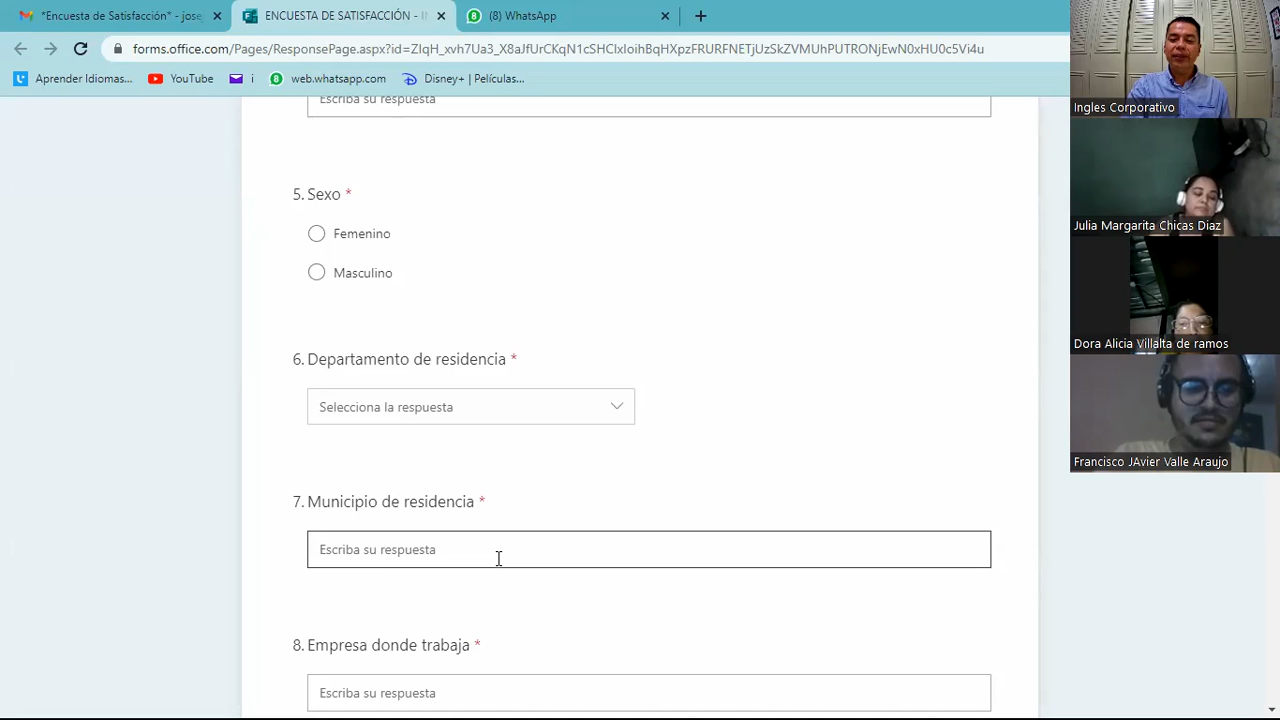 *Encuesta de Satisfacción* - jose
ENCUESTA DE SATISFACCIÓN - I
(8) WhatsApp
forms.office.com/Pages/ResponsePage.aspx?id=
Aprender Idiomas...
YouTube
i
web.whatsapp.com
Disney+ | Películas,...
Escriba su respuesta
5. Sexo *
Femenino
Masculino
6. Departamento de residencia *
Selecciona la respuesta
7. Municipio de residencia *
Escriba su respuesta
8. Empresa donde trabaja *
Escriba su respuesta
Ingles Corporativo
Julia Margarita Chicas Diaz
Dora Alicia Villalta de ramos
Francisco JAvier Valle Araujo